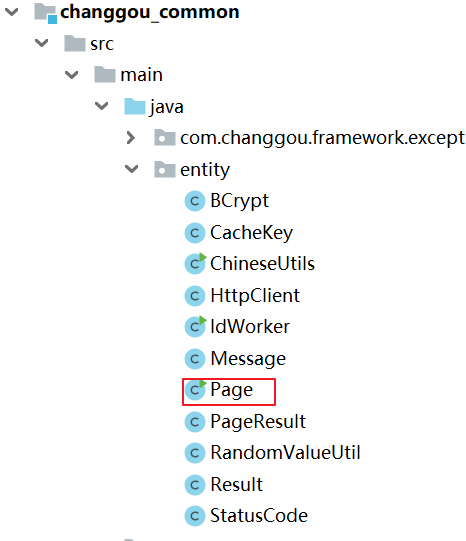 changgou_common
src
main
java
com.changgou.framework.except
entity
BCrypt
CacheKey
ChineseUtils
HttpClient
IdWorker
Message
Page
PageResult
RandomValueUtil
Result
StatusCode